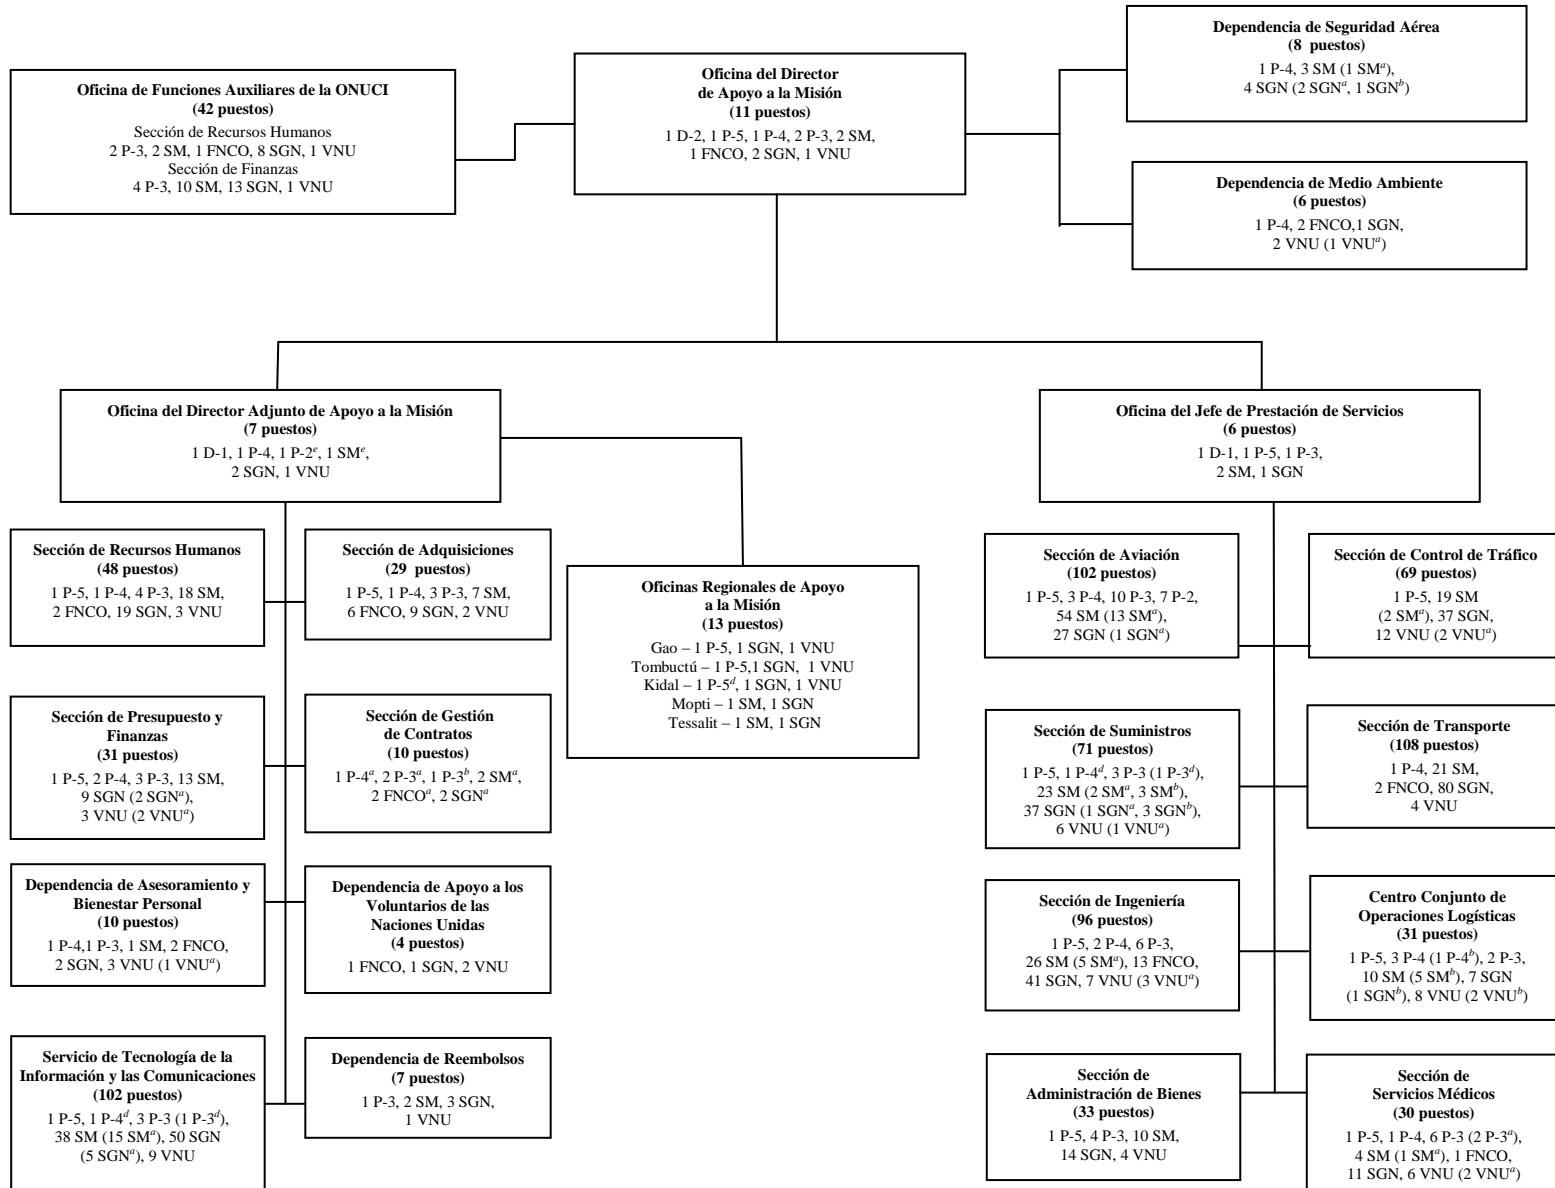 Dependencia de Seguridad Aérea
(8 puestos)
1 P-4, 3 SM (1 SMᵃ),
4 SGN (2 SGNᵃ, 1 SGNᵇ)
Oficina del Director
de Apoyo a la Misión
(11 puestos)
1 D-2, 1 P-5, 1 P-4, 2 P-3, 2 SM,
1 FNCO, 2 SGN, 1 VNU
Oficina de Funciones Auxiliares de la ONUCI
(42 puestos)
Sección de Recursos Humanos
2 P-3, 2 SM, 1 FNCO, 8 SGN, 1 VNU
Sección de Finanzas
4 P-3, 10 SM, 13 SGN, 1 VNU
Dependencia de Medio Ambiente
(6 puestos)
1 P-4, 2 FNCO,1 SGN,
2 VNU (1 VNUᵃ)
Oficina del Director Adjunto de Apoyo a la Misión
(7 puestos)
1 D-1, 1 P-4, 1 P-2ᵉ, 1 SMᵉ,
2 SGN, 1 VNU
Oficina del Jefe de Prestación de Servicios
(6 puestos)
1 D-1, 1 P-5, 1 P-3,
2 SM, 1 SGN
Sección de Recursos Humanos
(48 puestos)
1 P-5, 1 P-4, 4 P-3, 18 SM,
2 FNCO, 19 SGN, 3 VNU
Sección de Adquisiciones
(29 puestos)
1 P-5, 1 P-4, 3 P-3, 7 SM,
6 FNCO, 9 SGN, 2 VNU
Oficinas Regionales de Apoyo
a la Misión
(13 puestos)
Gao – 1 P-5, 1 SGN, 1 VNU
Tombuctú – 1 P-5,1 SGN, 1 VNU
Kidal – 1 P-5ᵈ, 1 SGN, 1 VNU
Mopti – 1 SM, 1 SGN
Tessalit – 1 SM, 1 SGN
Sección de Aviación
(102 puestos)
1 P-5, 3 P-4, 10 P-3, 7 P-2,
54 SM (13 SMᵃ),
27 SGN (1 SGNᵃ)
Sección de Control de Tráfico
(69 puestos)
1 P-5, 19 SM
(2 SMᵃ), 37 SGN,
12 VNU (2 VNUᵃ)
Sección de Presupuesto y
Finanzas
(31 puestos)
1 P-5, 2 P-4, 3 P-3, 13 SM,
9 SGN (2 SGNᵃ),
3 VNU (2 VNUᵃ)
Sección de Gestión
de Contratos
(10 puestos)
1 P-4ᵃ, 2 P-3ᵃ, 1 P-3ᵇ, 2 SMᵃ,
2 FNCOᵃ, 2 SGNᵃ
Sección de Suministros
(71 puestos)
1 P-5, 1 P-4ᵈ, 3 P-3 (1 P-3ᵈ),
23 SM (2 SMᵃ, 3 SMᵇ),
37 SGN (1 SGNᵃ, 3 SGNᵇ),
6 VNU (1 VNUᵃ)
Sección de Transporte
(108 puestos)
1 P-4, 21 SM,
2 FNCO, 80 SGN,
4 VNU
Dependencia de Asesoramiento y
Bienestar Personal
(10 puestos)
1 P-4,1 P-3, 1 SM, 2 FNCO,
2 SGN, 3 VNU (1 VNUᵃ)
Dependencia de Apoyo a los
Voluntarios de las
Naciones Unidas
(4 puestos)
1 FNCO, 1 SGN, 2 VNU
Sección de Ingeniería
(96 puestos)
1 P-5, 2 P-4, 6 P-3,
26 SM (5 SMᵃ), 13 FNCO,
41 SGN, 7 VNU (3 VNUᵃ)
Centro Conjunto de
Operaciones Logísticas
(31 puestos)
1 P-5, 3 P-4 (1 P-4ᵇ), 2 P-3,
10 SM (5 SMᵇ), 7 SGN
(1 SGNᵇ), 8 VNU (2 VNUᵇ)
Servicio de Tecnología de la
Información y las Comunicaciones
(102 puestos)
1 P-5, 1 P-4ᵈ, 3 P-3 (1 P-3ᵈ),
38 SM (15 SMᵃ), 50 SGN
(5 SGNᵃ), 9 VNU
Dependencia de Reembolsos
(7 puestos)
1 P-3, 2 SM, 3 SGN,
1 VNU
Sección de
Administración de Bienes
(33 puestos)
1 P-5, 4 P-3, 10 SM,
14 SGN, 4 VNU
Sección de
Servicios Médicos
(30 puestos)
1 P-5, 1 P-4, 6 P-3 (2 P-3ᵃ),
4 SM (1 SMᵃ), 1 FNCO,
11 SGN, 6 VNU (2 VNUᵃ)